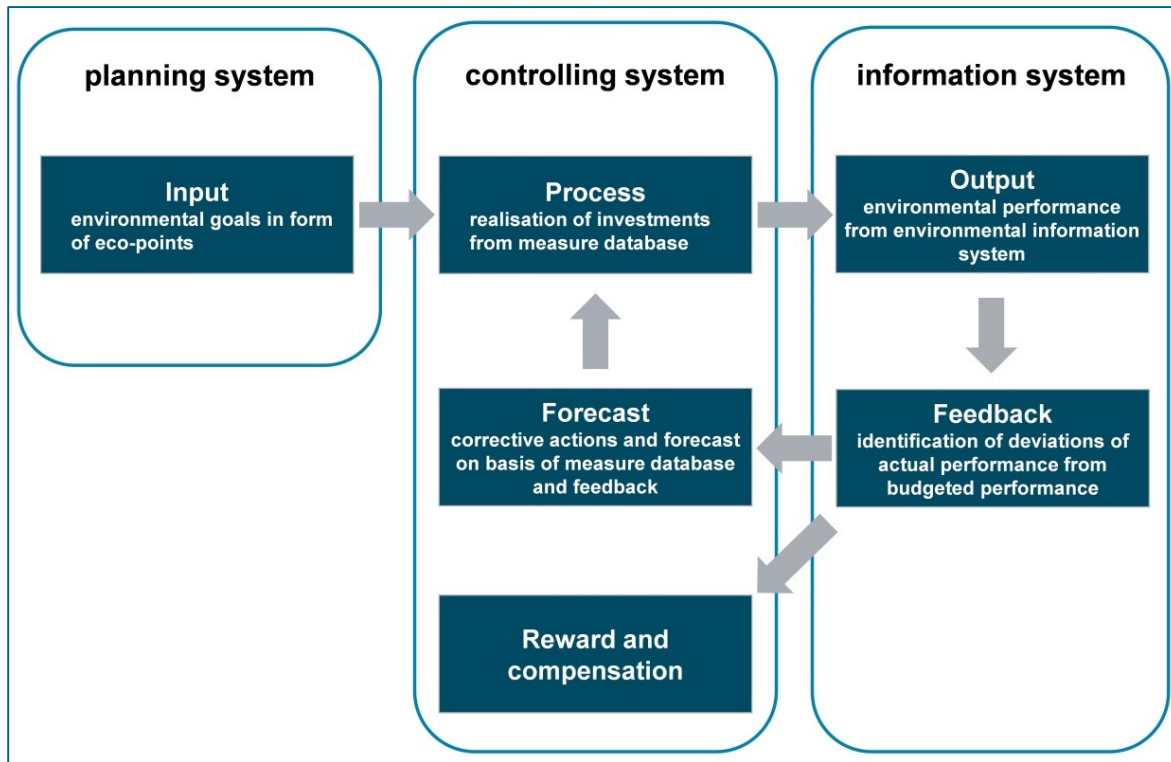 planning system
controlling system
information system
Input
environmental goals in form
of eco-points
Process
realisation of investments
from measure database
Output
environmental performance
from environmental information
system
Forecast
corrective actions and forecast
on basis of measure database
and feedback
Feedback
identification of deviations of
actual performance from
budgeted performance
Reward and
compensation